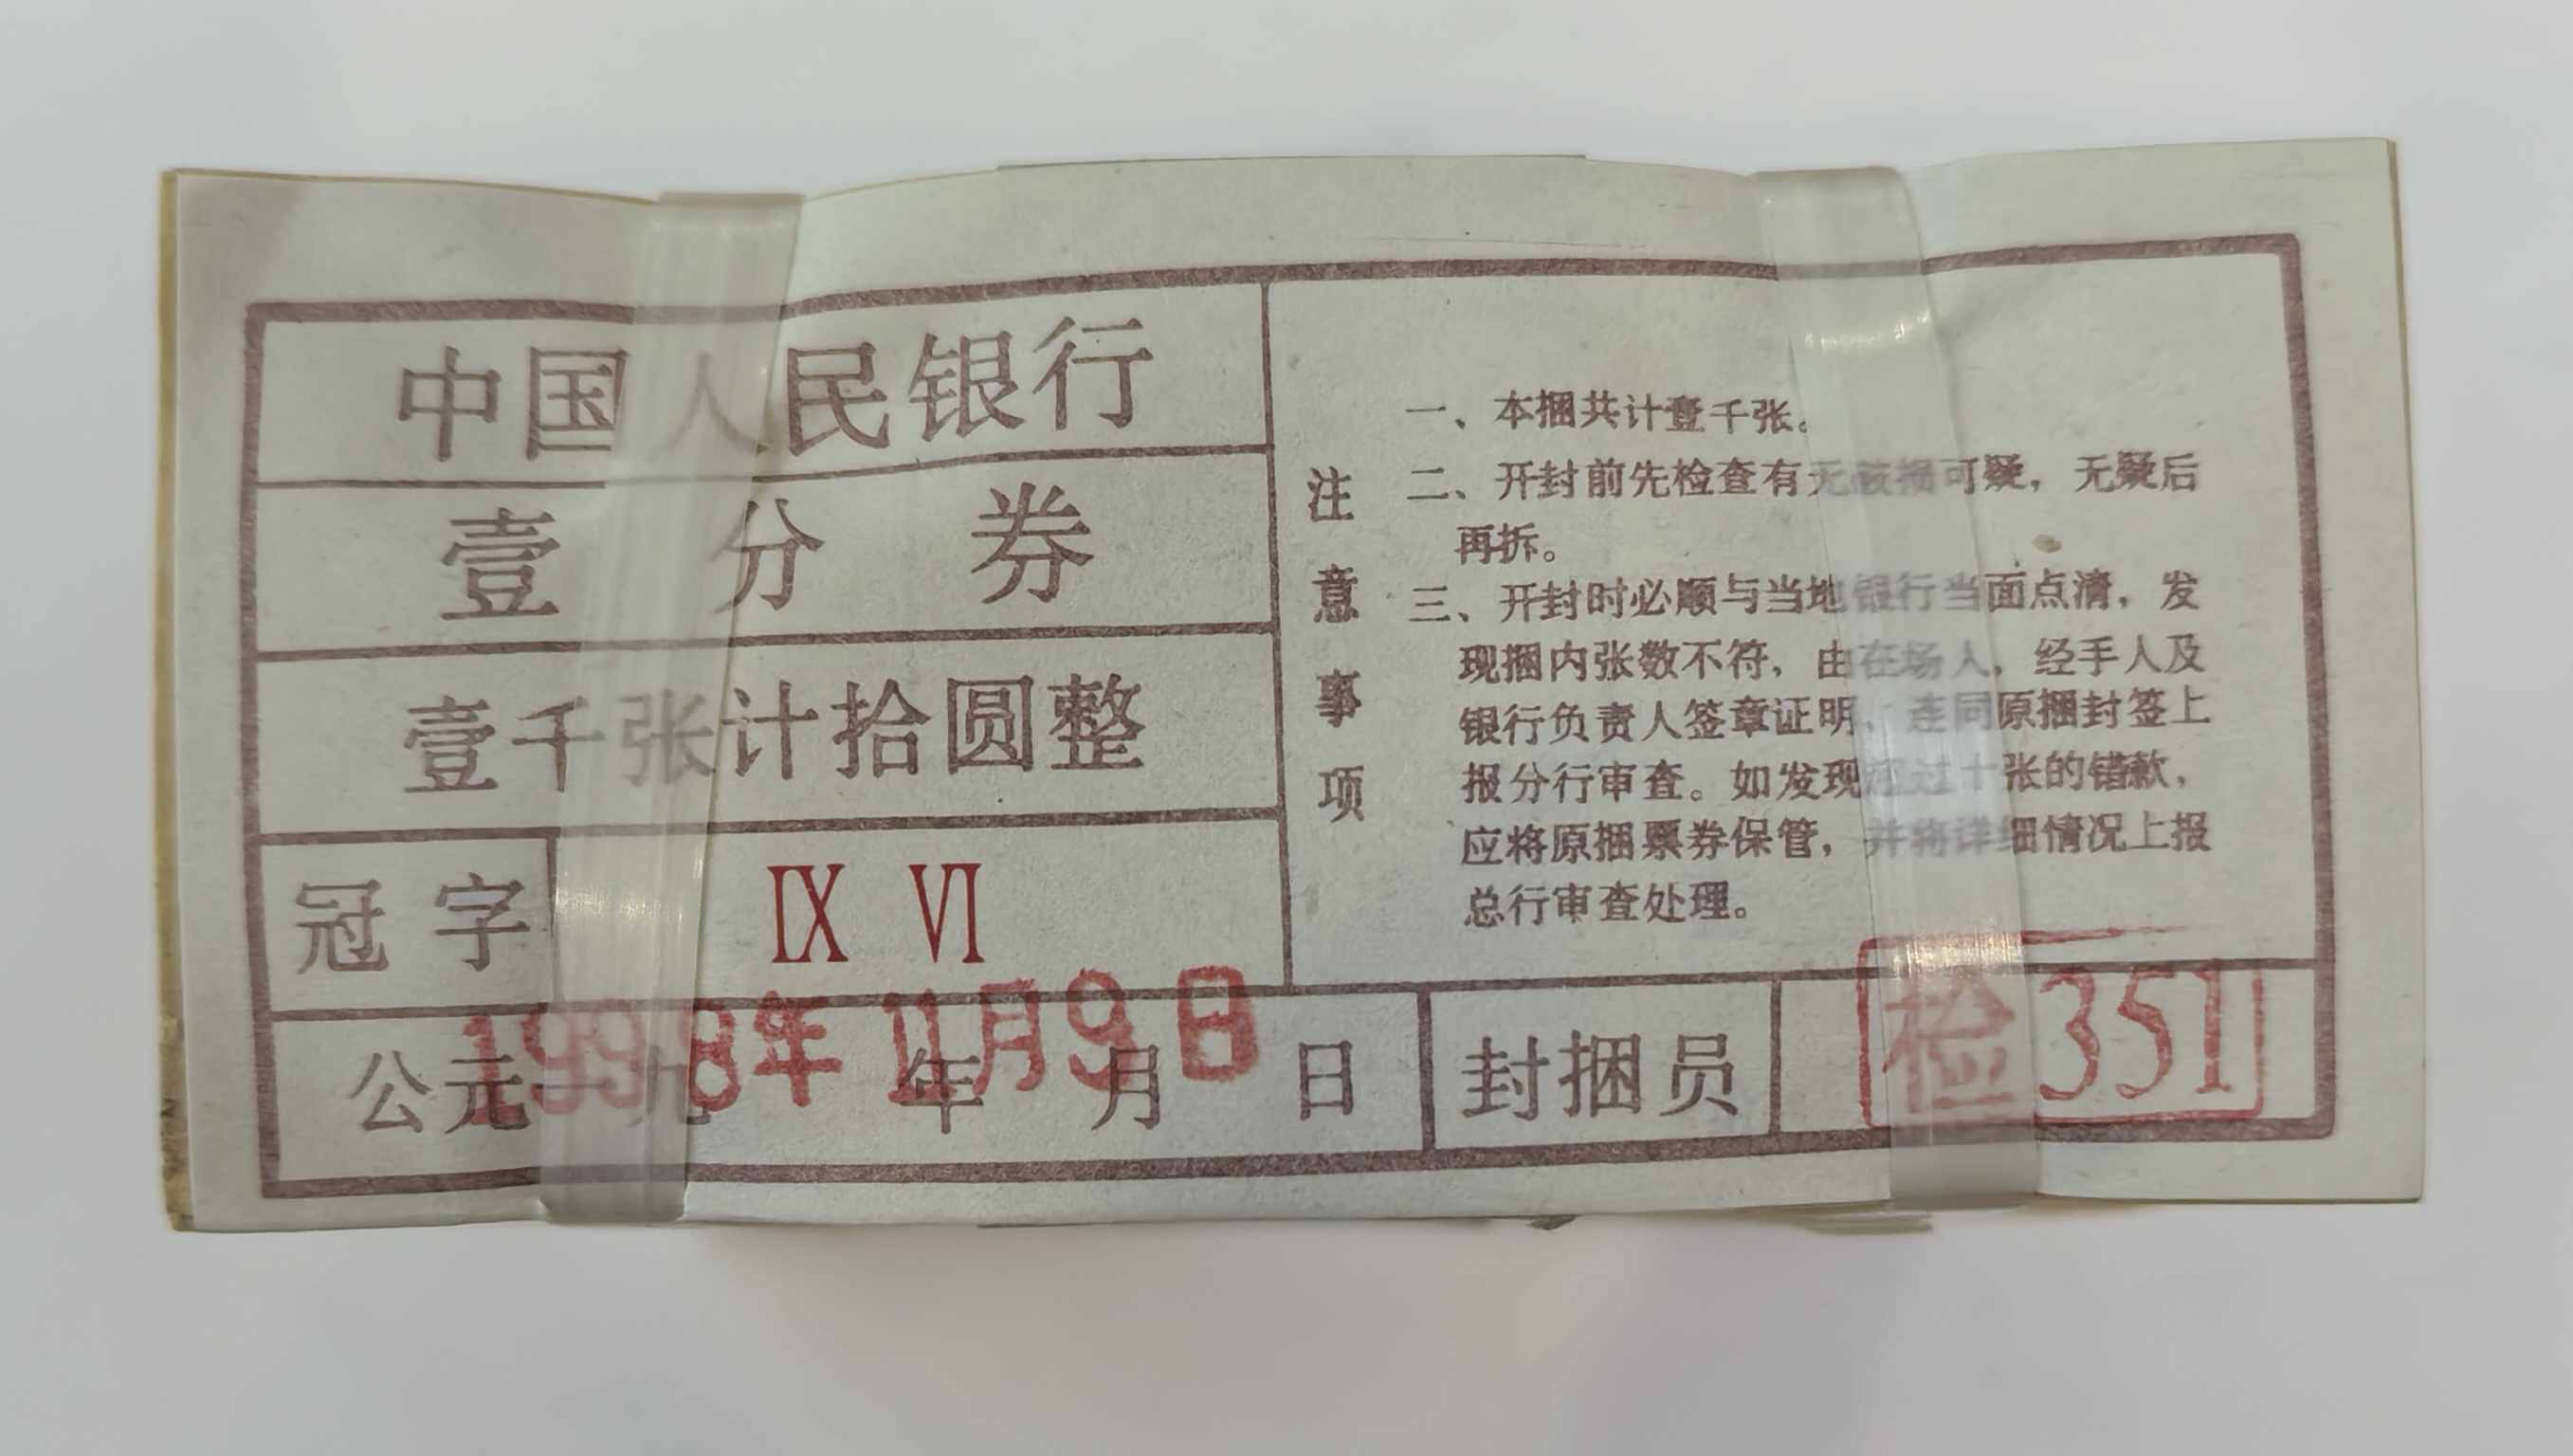 中国人民银行
壹分券
壹千张计拾圆整
冠字 IX VI
公元一九 年 月 日
1998年11月9日
封捆员 检351
注意事项
一、本捆共计壹千张。
二、开封前先检查有无破损可疑，无疑后
再拆。
三、开封时必顺与当地银行当面点清，发
现捆内张数不符，由在场人，经手人及
银行负责人签章证明，连同原捆封签上
报分行审查。如发现超过十张的错款，
应将原捆票券保管，并将详细情况上报
总行审查处理。